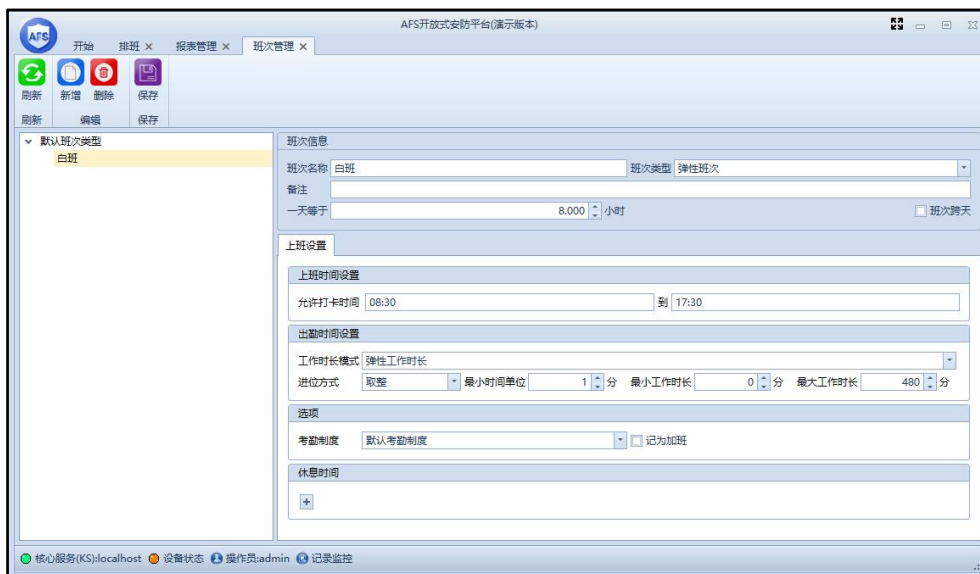 AFS开放式安防平台(演示版本)
AFS
开始 排班 报表管理 班次管理
刷新 新增 删除 保存
刷新 编辑 保存
默认班次类型
白班
班次信息
班次名称 白班 班次类型 弹性班次
备注
一天等于 8.000 小时 班次跨天
上班设置
上班时间设置
允许打卡时间 08:30 到 17:30
出勤时间设置
工作时长模式 弹性工作时长
进位方式 取整 最小时间单位 1 分 最小工作时长 0 分 最大工作时长 480 分
选项
考勤制度 默认考勤制度 记为加班
休息时间
核心服务(KS):localhost 设备状态 操作员:admin 记录监控